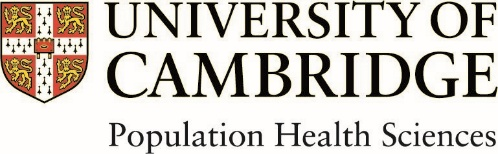 UNIVERSITY OF
CAMBRIDGE
Population Health Sciences